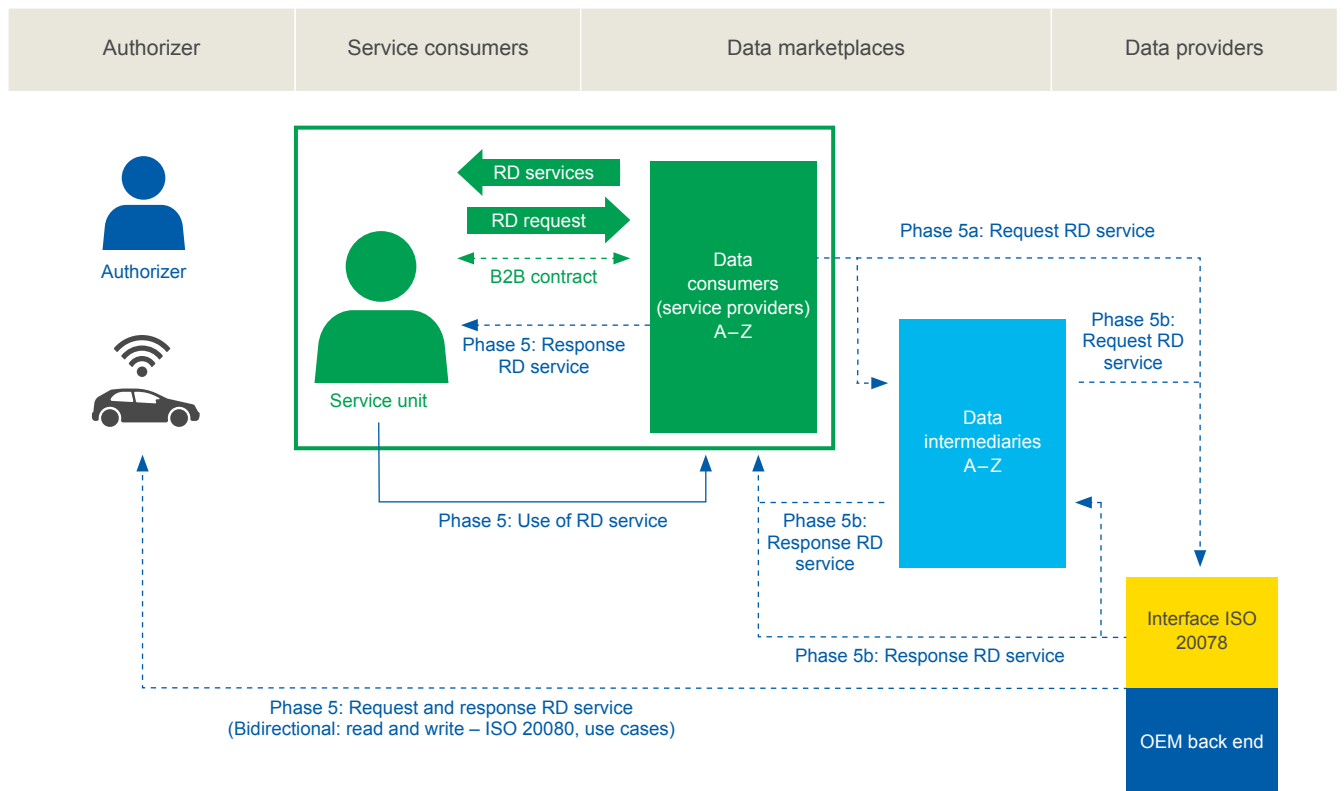 Authorizer
Service consumers
Data marketplaces
Data providers
RD services
RD request
B2B contract
Phase 5: Response
RD service
Service unit
Authorizer
Data
consumers
(service providers)
A–Z
Phase 5a: Request RD service
Phase 5b:
Request RD
service
Data
intermediaries
A–Z
Phase 5: Use of RD service
Phase 5b:
Response RD
service
Interface ISO
20078
Phase 5b: Response RD service
Phase 5: Request and response RD service
(Bidirectional: read and write – ISO 20080, use cases)
OEM back end